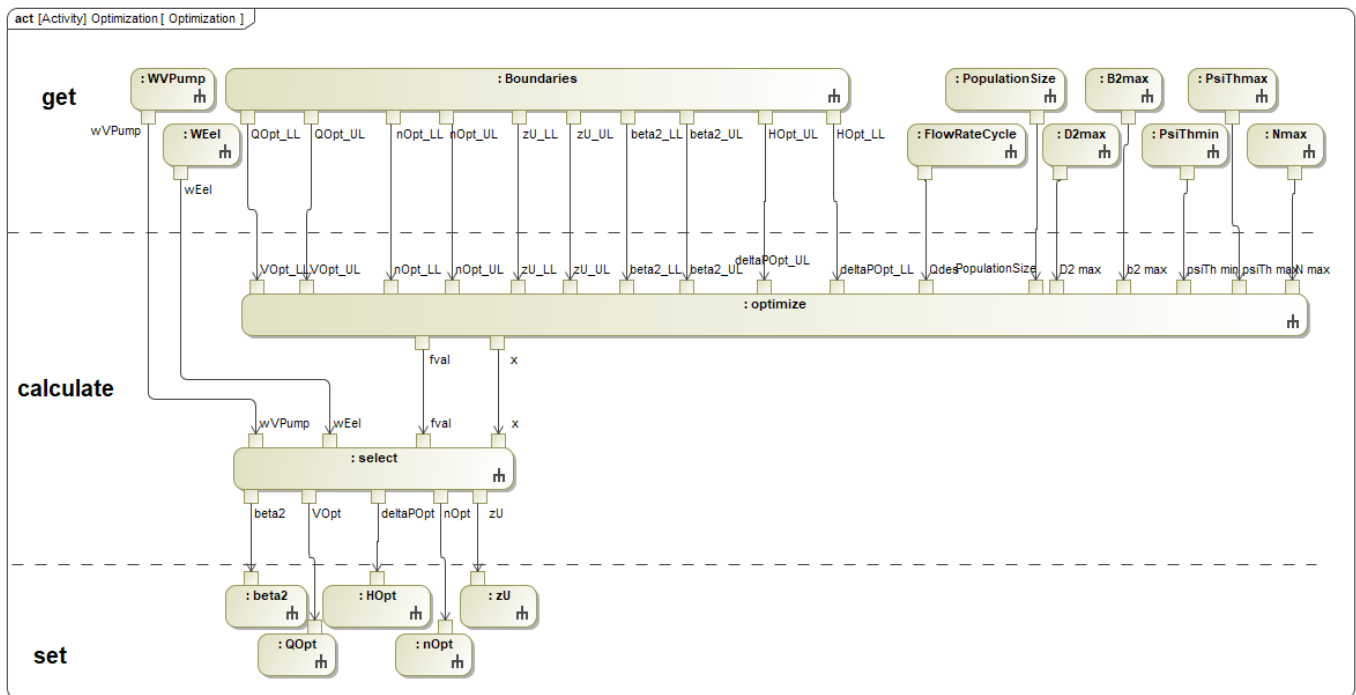 act [Activity] Optimization [ Optimization ]
: WVPump
: Boundaries
: PopulationSize
: B2max
: PsiThmax
get
wVPump
: WEel
QOpt_LL
QOpt_UL
nOpt_LL
nOpt_UL
zU_LL
zU_UL
beta2_LL
beta2_UL
HOpt_UL
HOpt_LL
: FlowRateCycle
: D2max
: PsiThmin
: Nmax
wEel
VOpt_LL
VOpt_UL
nOpt_LL
nOpt_UL
zU_LL
zU_UL
beta2_LL
beta2_UL
deltaPOpt_UL
deltaPOpt_LL
Qdes
PopulationSize
D2 max
b2 max
psiTh min
psiTh max
N max
: optimize
fval
x
calculate
wVPump
wEel
fval
x
: select
beta2
VOpt
deltaPOpt
nOpt
zU
: beta2
: HOpt
: zU
: QOpt
: nOpt
set